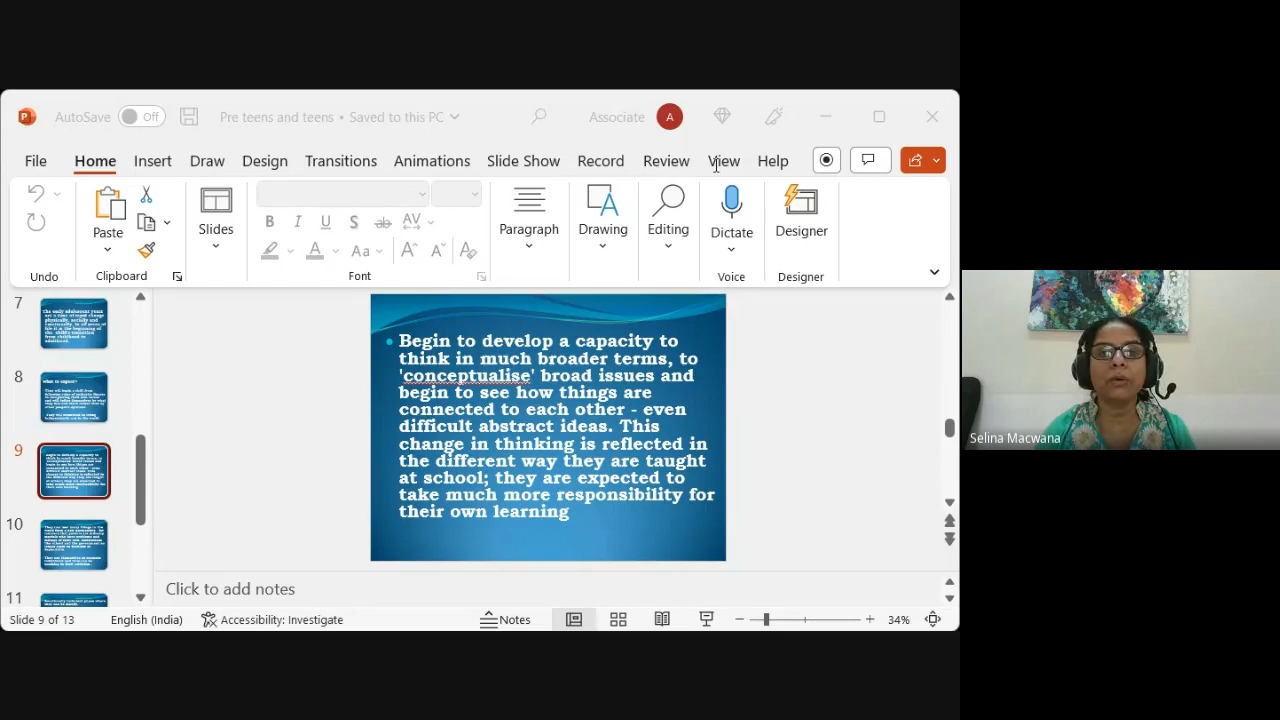 AutoSave Off Pre teens and teens • Saved to this PC Associate A
File Home Insert Draw Design Transitions Animations Slide Show Record Review View Help
Paste Slides Paragraph Drawing Editing Dictate Designer
B I U S ab AV
A Aa A A A
Undo Clipboard Font Voice Designer
7
8
9
10
11
Begin to develop a capacity to
think in much broader terms, to
'conceptualise' broad issues and
begin to see how things are
connected to each other - even
difficult abstract ideas. This
change in thinking is reflected in
the different way they are taught
at school; they are expected to
take much more responsibility for
their own learning
Click to add notes
Slide 9 of 13 English (India) Accessibility: Investigate Notes 34%
Selina Macwana